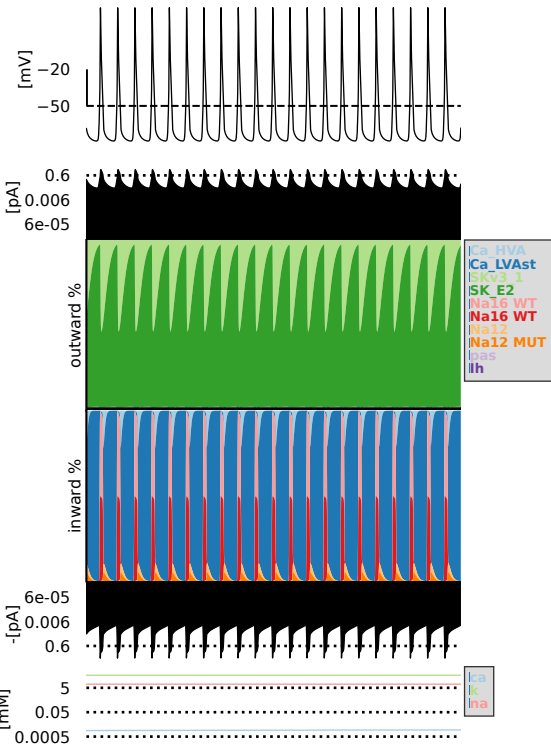 [mV]
−20
−50
[pA]
0.6
0.006
6e-05
outward %
Ca_HVA
Ca_LVAst
SKv3_1
SK_E2
Na16 WT
Na16 WT
Na12
Na12 MUT
pas
Ih
inward %
-[pA]
6e-05
0.006
0.6
[mM]
5
0.05
0.0005
ca
k
na